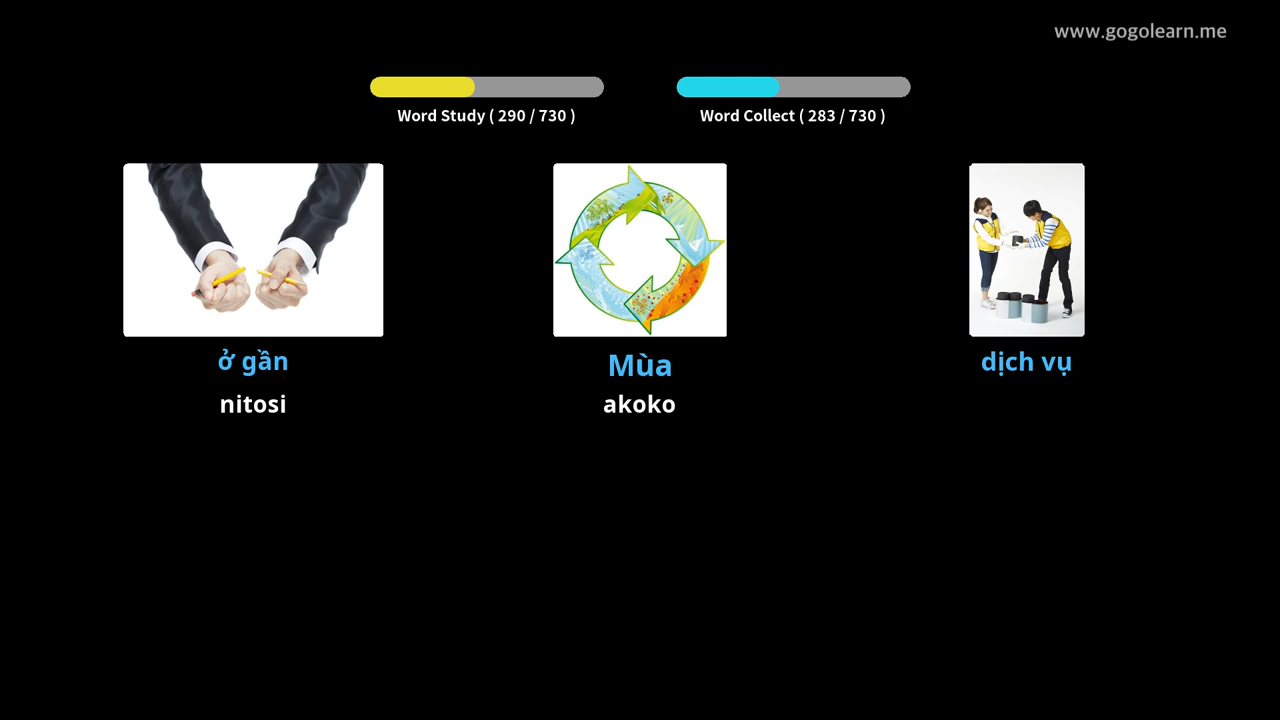 www.gogolearn.me
Word Study ( 290 / 730 )
Word Collect ( 283 / 730 )
ở gần
nitosi
Mùa
akoko
dịch vụ